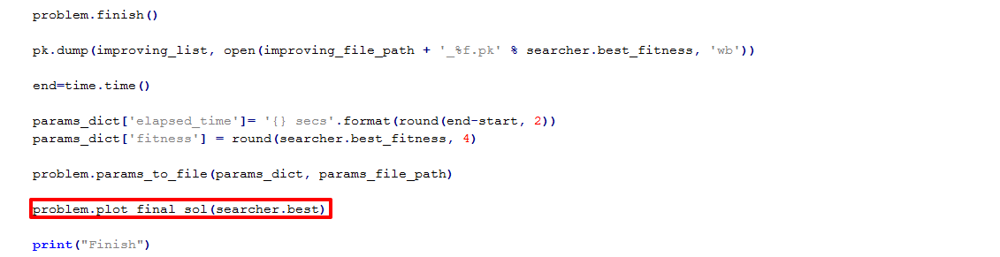 problem.finish()
pk.dump(improving_list, open(improving_file_path + '_%f.pk' % searcher.best_fitness, 'wb'))
end=time.time()
params_dict['elapsed_time']= '{} secs'.format(round(end-start, 2))
params_dict['fitness'] = round(searcher.best_fitness, 4)
problem.params_to_file(params_dict, params_file_path)
problem.plot_final_sol(searcher.best)
print("Finish")